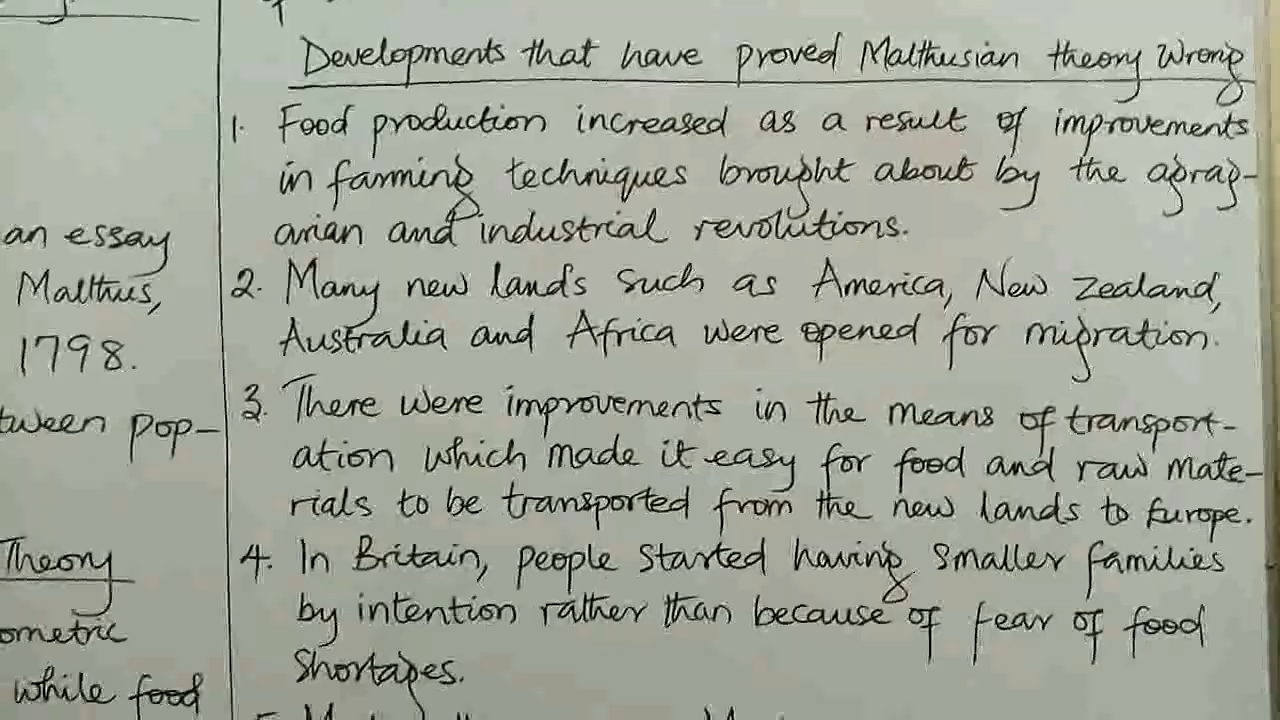 an essay
Malthus,
1798.
tween pop-
Theory
ometric
while food
Developments that have proved Malthusian theory Wrong
1. Food production increased as a result of improvements
in farming techniques brought about by the agrag-
arian and industrial revolutions.
2. Many new lands such as America, New Zealand,
Australia and Africa were opened for migration.
3. There were improvements in the means of transport-
ation which made it easy for food and raw mate-
rials to be transported from the new lands to Europe.
4. In Britain, people started having smaller families
by intention rather than because of fear of food
shortages.